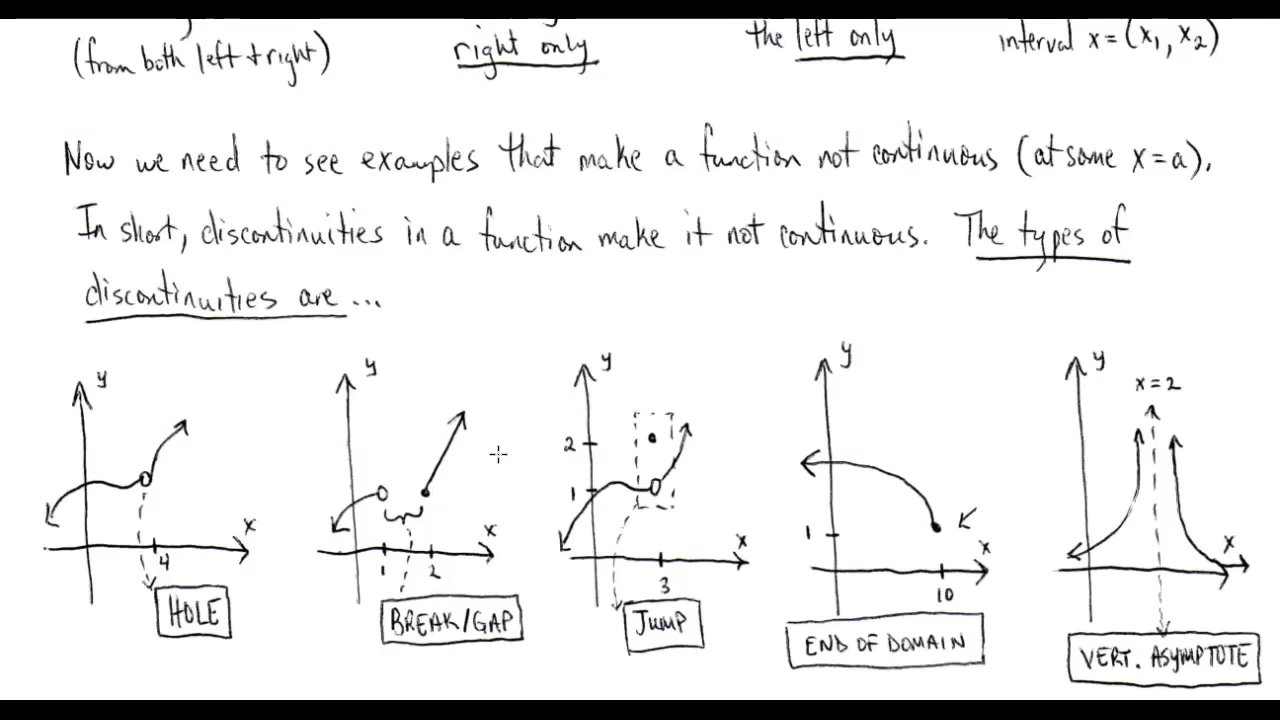 (from both left + right)
right only
the left only
interval x = (x₁, x₂)
Now we need to see examples that make a function not continuous (at some x=a).
In short, discontinuities in a function make it not continuous. The types of
discontinuities are ...
y
x
4
HOLE
y
x
1 2
BREAK/GAP
y
2
1
x
3
JUMP
y
1
x
10
END OF DOMAIN
y
x=2
x
VERT. ASYMPTOTE